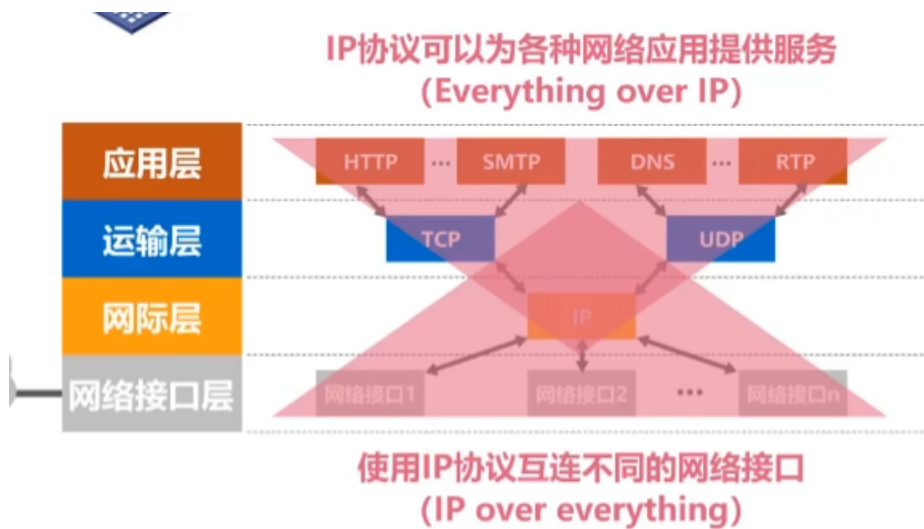 IP协议可以为各种网络应用提供服务
（Everything over IP）
应用层
HTTP ... SMTP DNS ... RTP
运输层
TCP UDP
网际层
IP
网络接口层
网络接口1 网络接口2 ... 网络接口n
使用IP协议互连不同的网络接口
（IP over everything）